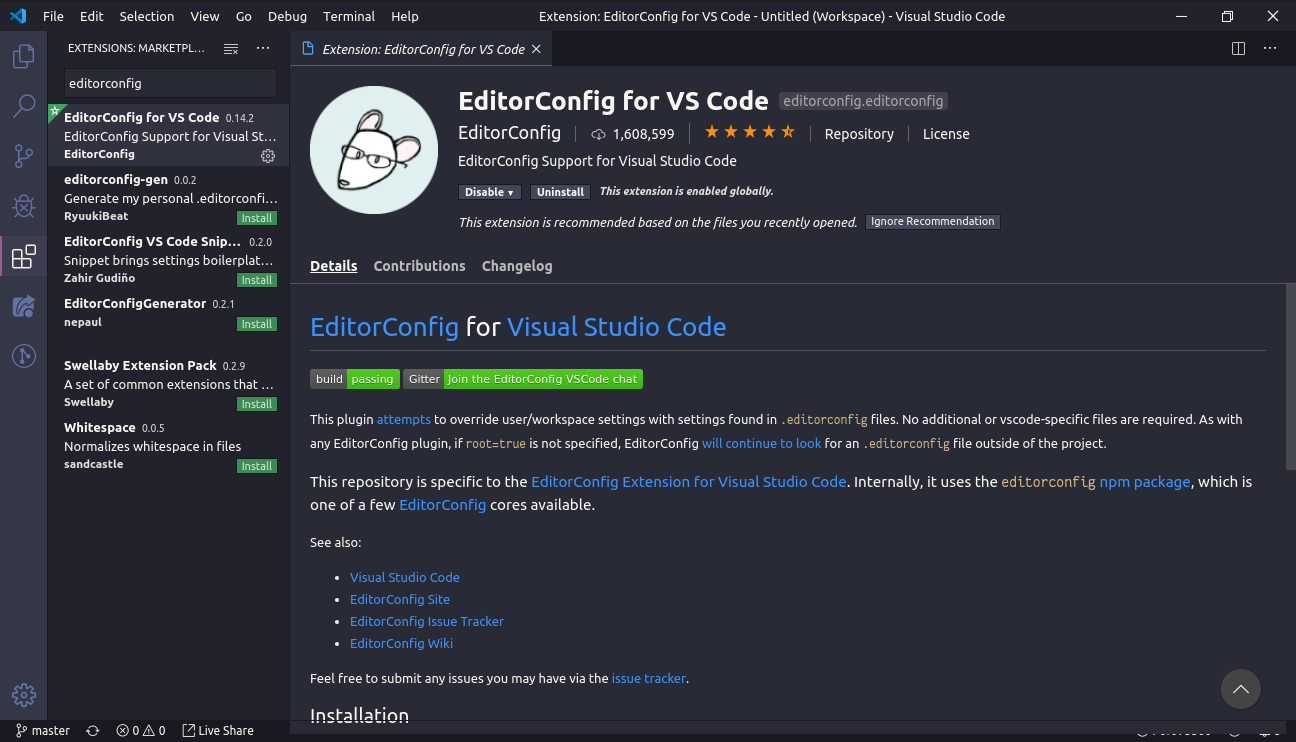 File Edit Selection View Go Debug Terminal Help
Extension: EditorConfig for VS Code - Untitled (Workspace) - Visual Studio Code
EXTENSIONS: MARKETPL...
editorconfig
EditorConfig for VS Code 0.14.2
EditorConfig Support for Visual St...
EditorConfig
editorconfig-gen 0.0.2
Generate my personal .editorconfi...
RyuukiBeat Install
EditorConfig VS Code Snip... 0.2.0
Snippet brings settings boilerplat...
Zahir Gudiño Install
EditorConfigGenerator 0.2.1
nepaul Install
Swellaby Extension Pack 0.2.9
A set of common extensions that ...
Swellaby Install
Whitespace 0.0.5
Normalizes whitespace in files
sandcastle Install
Extension: EditorConfig for VS Code
EditorConfig for VS Code editorconfig.editorconfig
EditorConfig 1,608,599 Repository License
EditorConfig Support for Visual Studio Code
Disable Uninstall This extension is enabled globally.
This extension is recommended based on the files you recently opened. Ignore Recommendation
Details Contributions Changelog
EditorConfig for Visual Studio Code
build passing Gitter Join the EditorConfig VSCode chat
This plugin attempts to override user/workspace settings with settings found in .editorconfig files. No additional or vscode-specific files are required. As with
any EditorConfig plugin, if root=true is not specified, EditorConfig will continue to look for an .editorconfig file outside of the project.
This repository is specific to the EditorConfig Extension for Visual Studio Code. Internally, it uses the editorconfig npm package, which is
one of a few EditorConfig cores available.
See also:
• Visual Studio Code
• EditorConfig Site
• EditorConfig Issue Tracker
• EditorConfig Wiki
Feel free to submit any issues you may have via the issue tracker.
Installation
master 0 0 Live Share